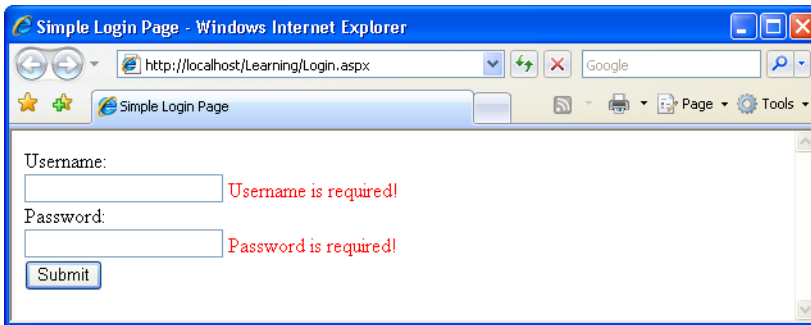 Simple Login Page - Windows Internet Explorer
http://localhost/Learning/Login.aspx
Google
Simple Login Page
Page
Tools
Username:
Username is required!
Password:
Password is required!
Submit